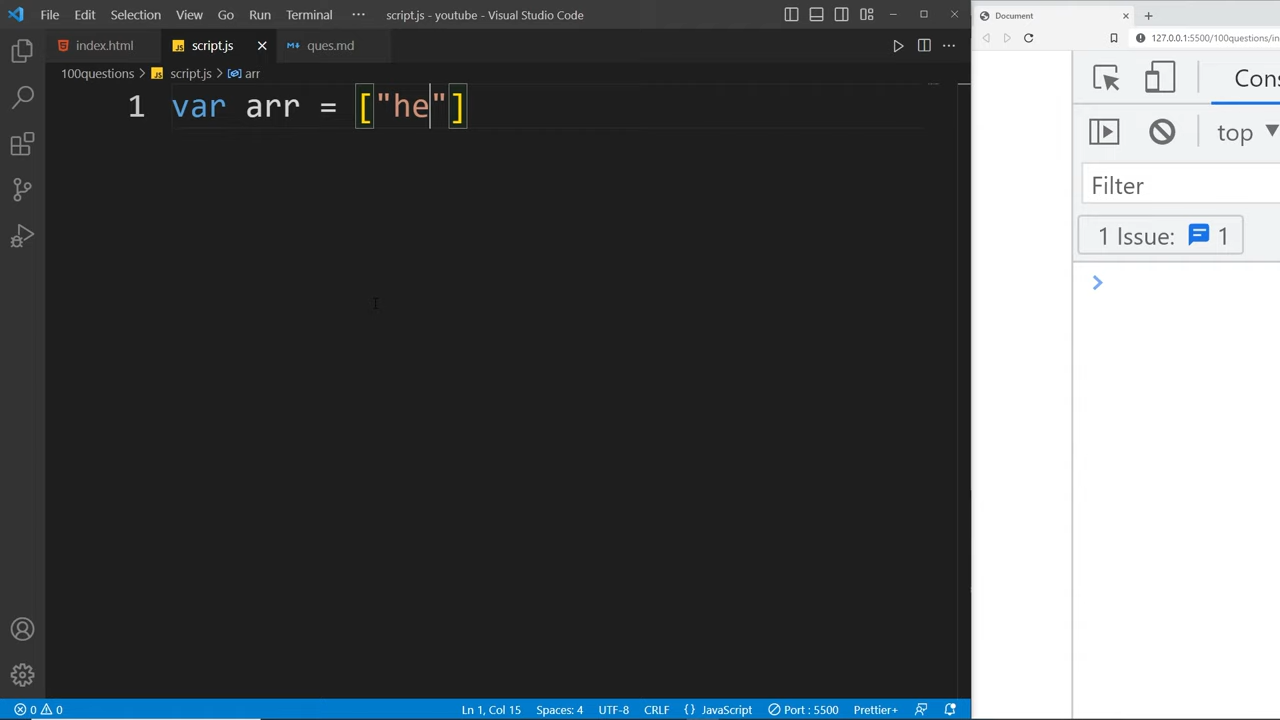 File Edit Selection View Go Run Terminal ··· script.js - youtube - Visual Studio Code
Document
index.html script.js ques.md
127.0.0.1:5500/100questions/in
100questions > script.js > arr
1 var arr = ["he"]
Cons
top
Filter
1 Issue: 1
0 0 Ln 1, Col 15 Spaces: 4 UTF-8 CRLF {} JavaScript Port : 5500 Prettier+